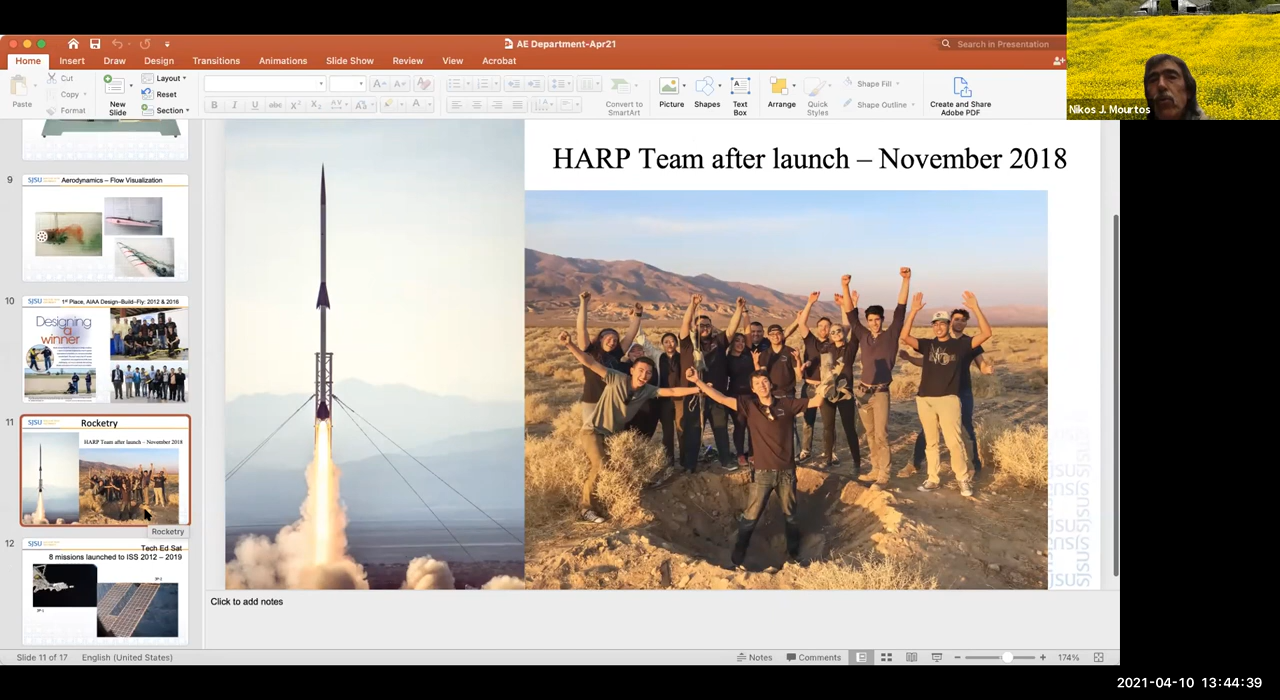 AE Department-Apr21
Search in Presentation
Home
Insert
Draw
Design
Transitions
Animations
Slide Show
Review
View
Acrobat
Paste
Cut
Copy
Format
New
Slide
Layout
Reset
Section
Convert to
SmartArt
Picture
Shapes
Text
Box
Arrange
Quick
Styles
Shape Fill
Shape Outline
Create and Share
Adobe PDF
Nikos J. Mourtos
9
SJSU
Aerodynamics – Flow Visualization
10
SJSU
1st Place, AIAA Design–Build–Fly: 2012 & 2016
Designing
a
winner
11
SJSU
Rocketry
HARP Team after launch – November 2018
Rocketry
12
SJSU
Tech Ed Sat
8 missions launched to ISS 2012 – 2019
HARP Team after launch – November 2018
Click to add notes
Slide 11 of 17
English (United States)
Notes
Comments
174%
2021-04-10 13:44:39